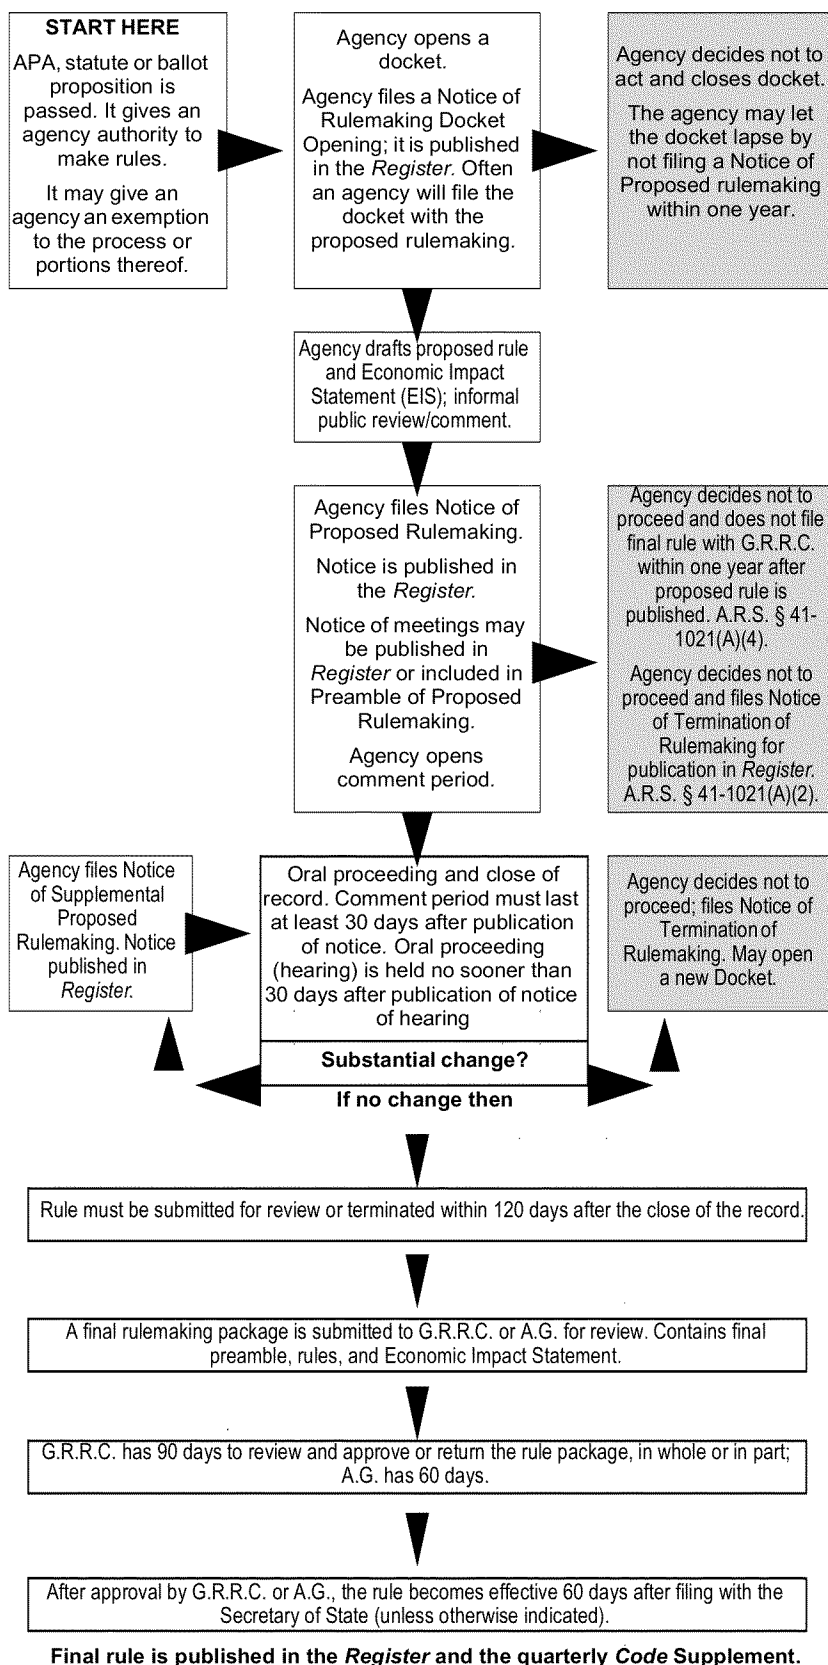 START HERE
APA, statute or ballot
proposition is
passed. It gives an
agency authority to
make rules.
It may give an
agency an exemption
to the process or
portions thereof.
Agency opens a
docket.
Agency files a Notice of
Rulemaking Docket
Opening; it is published
in the Register. Often
an agency will file the
docket with the
proposed rulemaking.
Agency decides not to
act and closes docket.
The agency may let
the docket lapse by
not filing a Notice of
Proposed rulemaking
within one year.
Agency drafts proposed rule
and Economic Impact
Statement (EIS); informal
public review/comment.
Agency files Notice of
Proposed Rulemaking.
Notice is published in
the Register.
Notice of meetings may
be published in
Register or included in
Preamble of Proposed
Rulemaking.
Agency opens
comment period.
Agency decides not to
proceed and does not file
final rule with G.R.R.C.
within one year after
proposed rule is
published. A.R.S. § 41-
1021(A)(4).
Agency decides not to
proceed and files Notice
of Termination of
Rulemaking for
publication in Register.
A.R.S. § 41-1021(A)(2).
Agency files Notice
of Supplemental
Proposed
Rulemaking. Notice
published in
Register.
Oral proceeding and close of
record. Comment period must last
at least 30 days after publication
of notice. Oral proceeding
(hearing) is held no sooner than
30 days after publication of notice
of hearing
Agency decides not to
proceed; files Notice of
Termination of
Rulemaking. May open
a new Docket.
Substantial change?
If no change then
Rule must be submitted for review or terminated within 120 days after the close of the record.
A final rulemaking package is submitted to G.R.R.C. or A.G. for review. Contains final
preamble, rules, and Economic Impact Statement.
G.R.R.C. has 90 days to review and approve or return the rule package, in whole or in part;
A.G. has 60 days.
After approval by G.R.R.C. or A.G., the rule becomes effective 60 days after filing with the
Secretary of State (unless otherwise indicated).
Final rule is published in the Register and the quarterly Code Supplement.